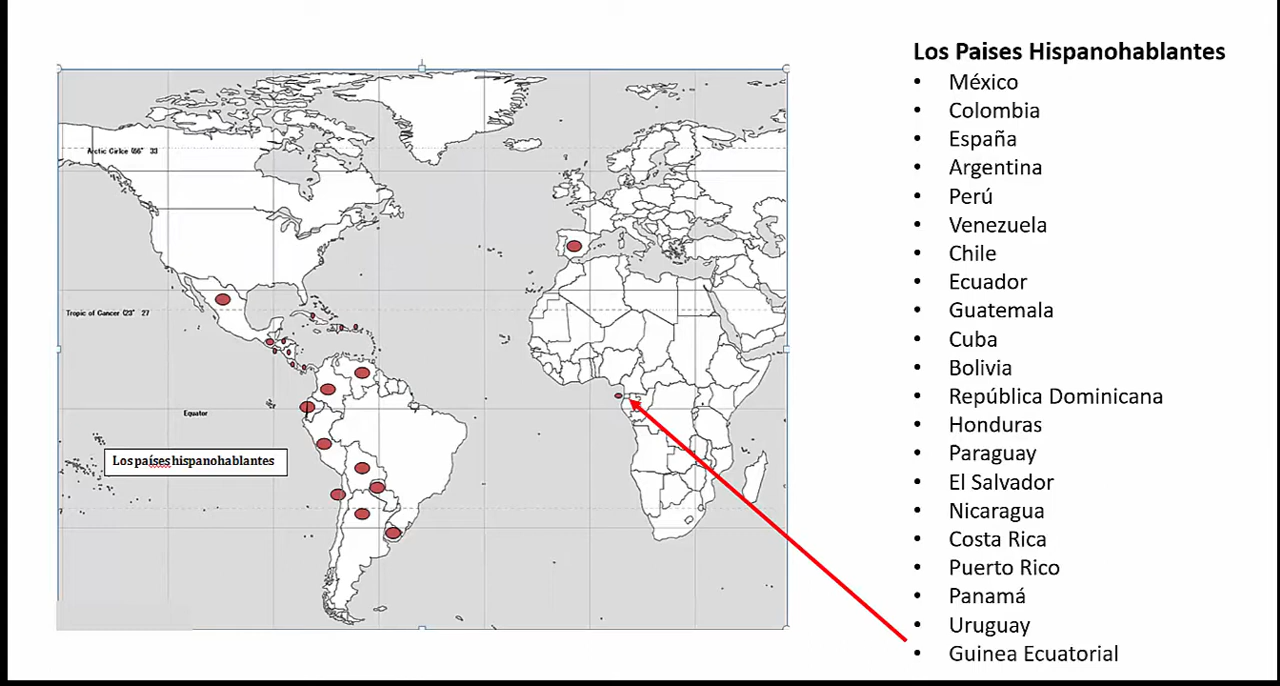 Los Paises Hispanohablantes
• México
• Colombia
• España
• Argentina
• Perú
• Venezuela
• Chile
• Ecuador
• Guatemala
• Cuba
• Bolivia
• República Dominicana
• Honduras
• Paraguay
• El Salvador
• Nicaragua
• Costa Rica
• Puerto Rico
• Panamá
• Uruguay
• Guinea Ecuatorial
Arctic Cirlce (66° 33
Tropic of Cancer (23° 27
Equator
Los países hispanohablantes
7